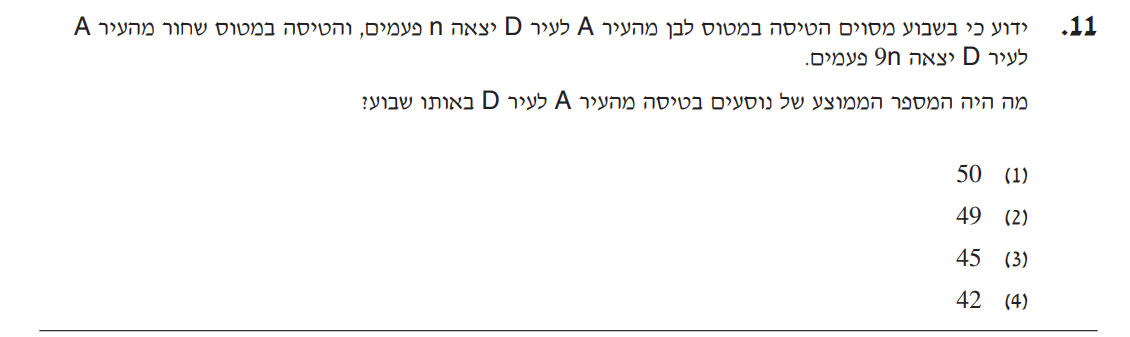 11. ידוע כי בשבוע מסוים הטיסה במטוס לבן מהעיר A לעיר D יצאה n פעמים, והטיסה במטוס שחור מהעיר A
לעיר D יצאה 9n פעמים.
מה היה המספר הממוצע של נוסעים בטיסה מהעיר A לעיר D באותו שבוע?
(1) 50
(2) 49
(3) 45
(4) 42